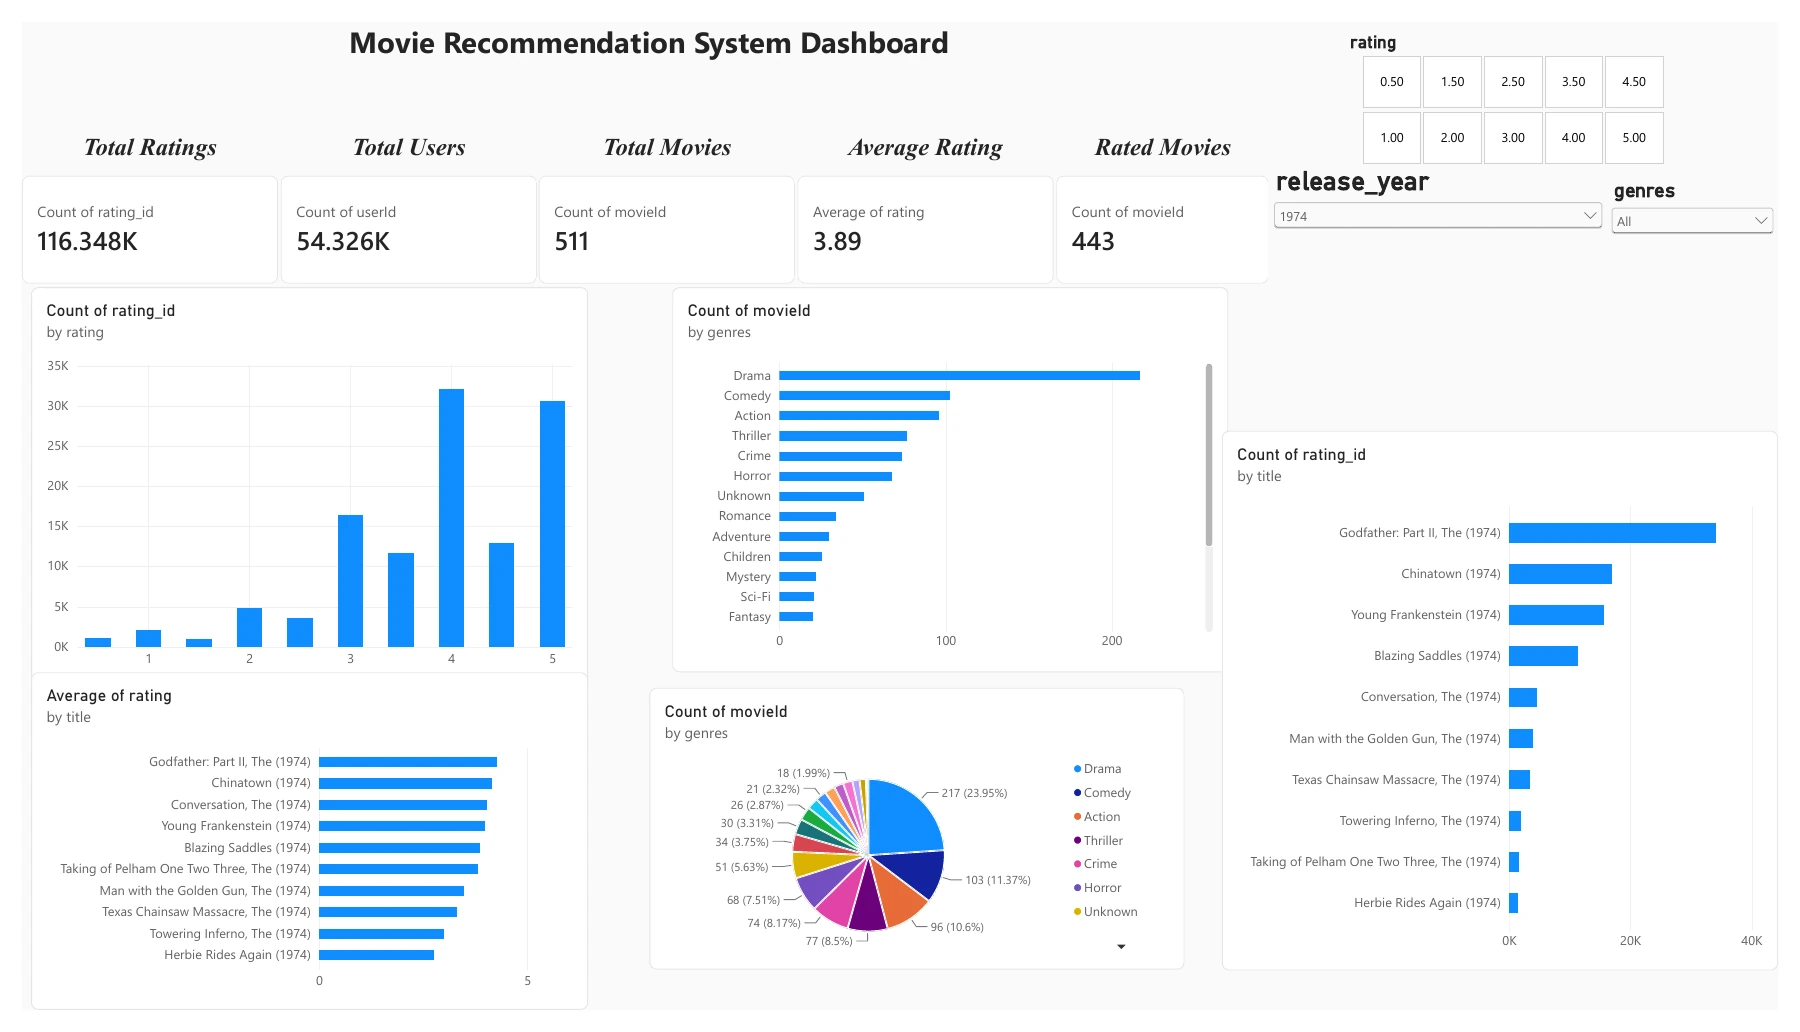 Movie Recommendation System Dashboard
rating
0.50 1.50 2.50 3.50 4.50
1.00 2.00 3.00 4.00 5.00
release_year
1974
genres
All
Total Ratings
Count of rating_id
116.348K
Total Users
Count of userId
54.326K
Total Movies
Count of movieId
511
Average Rating
Average of rating
3.89
Rated Movies
Count of movieId
443
Count of rating_id
by rating
35K
30K
25K
20K
15K
10K
5K
0K
1 2 3 4 5
Count of movieId
by genres
Drama
Comedy
Action
Thriller
Crime
Horror
Unknown
Romance
Adventure
Children
Mystery
Sci-Fi
Fantasy
0 100 200
Count of rating_id
by title
Godfather: Part II, The (1974)
Chinatown (1974)
Young Frankenstein (1974)
Blazing Saddles (1974)
Conversation, The (1974)
Man with the Golden Gun, The (1974)
Texas Chainsaw Massacre, The (1974)
Towering Inferno, The (1974)
Taking of Pelham One Two Three, The (1974)
Herbie Rides Again (1974)
0K 20K 40K
Average of rating
by title
Godfather: Part II, The (1974)
Chinatown (1974)
Conversation, The (1974)
Young Frankenstein (1974)
Blazing Saddles (1974)
Taking of Pelham One Two Three, The (1974)
Man with the Golden Gun, The (1974)
Texas Chainsaw Massacre, The (1974)
Towering Inferno, The (1974)
Herbie Rides Again (1974)
0 5
Count of movieId
by genres
217 (23.95%)
103 (11.37%)
96 (10.6%)
77 (8.5%)
74 (8.17%)
68 (7.51%)
51 (5.63%)
34 (3.75%)
30 (3.31%)
26 (2.87%)
21 (2.32%)
18 (1.99%)
Drama
Comedy
Action
Thriller
Crime
Horror
Unknown